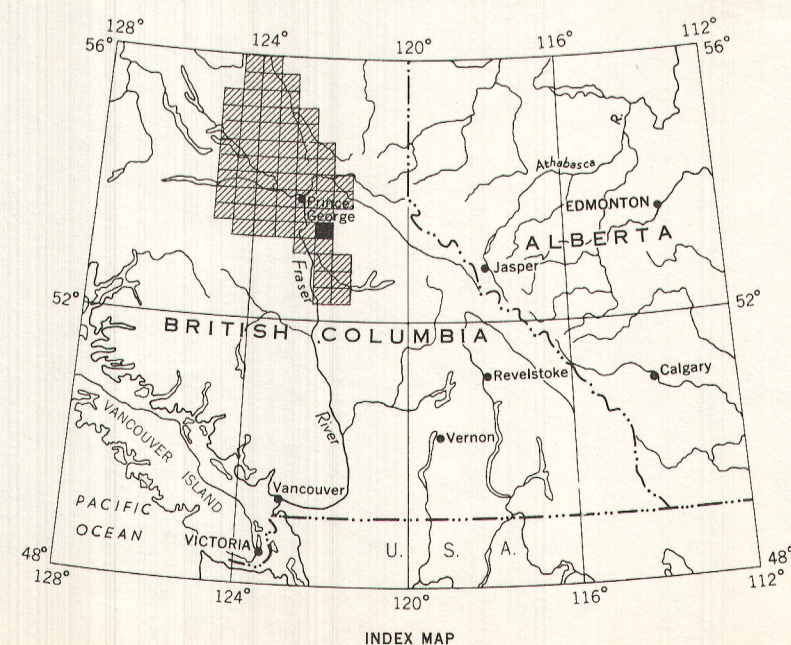 128°
124°
120°
116°
112°
56°
56°
R.
Athabasca
Prince
George
EDMONTON
ALBERTA
Jasper
Fraser
52°
52°
BRITISH COLUMBIA
Revelstoke
Calgary
VANCOUVER ISLAND
River
Vernon
Vancouver
PACIFIC
OCEAN
VICTORIA
U. S. A.
48°
48°
128°
124°
120°
116°
112°
INDEX MAP